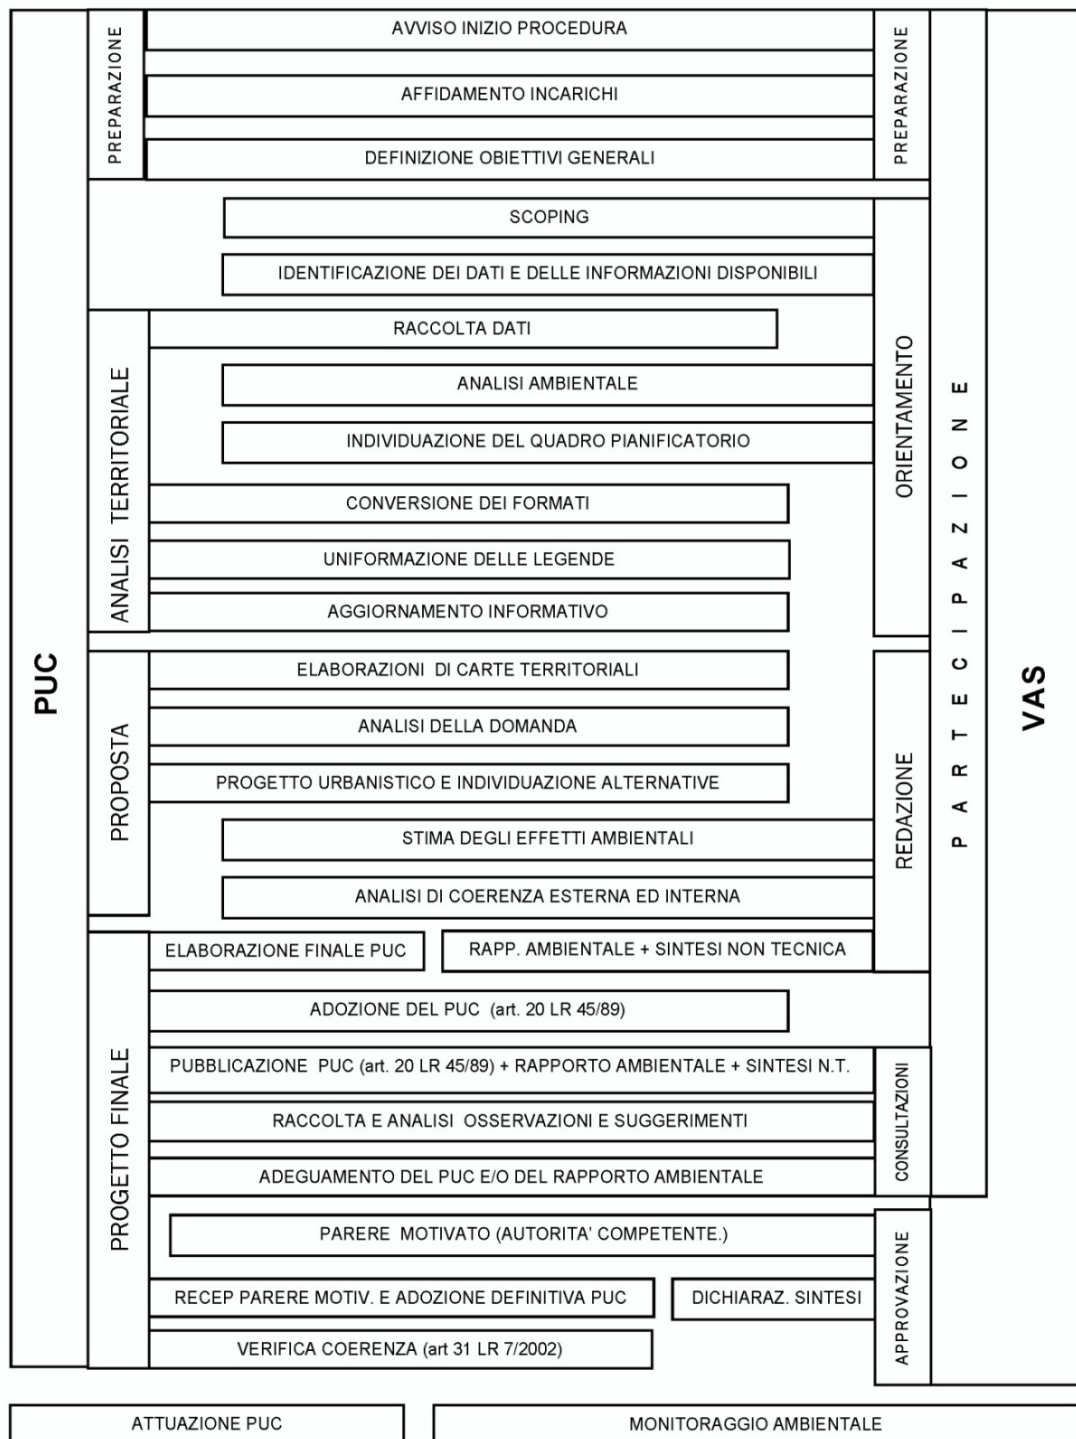 PUC
PREPARAZIONE
AVVISO INIZIO PROCEDURA
AFFIDAMENTO INCARICHI
DEFINIZIONE OBIETTIVI GENERALI
PREPARAZIONE
SCOPING
IDENTIFICAZIONE DEI DATI E DELLE INFORMAZIONI DISPONIBILI
ANALISI TERRITORIALE
RACCOLTA DATI
ANALISI AMBIENTALE
INDIVIDUAZIONE DEL QUADRO PIANIFICATORIO
CONVERSIONE DEI FORMATI
UNIFORMAZIONE DELLE LEGENDE
AGGIORNAMENTO INFORMATIVO
ORIENTAMENTO
PROPOSTA
ELABORAZIONI DI CARTE TERRITORIALI
ANALISI DELLA DOMANDA
PROGETTO URBANISTICO E INDIVIDUAZIONE ALTERNATIVE
STIMA DEGLI EFFETTI AMBIENTALI
ANALISI DI COERENZA ESTERNA ED INTERNA
REDAZIONE
PROGETTO FINALE
ELABORAZIONE FINALE PUC
RAPP. AMBIENTALE + SINTESI NON TECNICA
ADOZIONE DEL PUC (art. 20 LR 45/89)
PUBBLICAZIONE PUC (art. 20 LR 45/89) + RAPPORTO AMBIENTALE + SINTESI N.T.
RACCOLTA E ANALISI OSSERVAZIONI E SUGGERIMENTI
ADEGUAMENTO DEL PUC E/O DEL RAPPORTO AMBIENTALE
CONSULTAZIONI
PARERE MOTIVATO (AUTORITA' COMPETENTE.)
RECEP PARERE MOTIV. E ADOZIONE DEFINITIVA PUC
DICHIARAZ. SINTESI
VERIFICA COERENZA (art 31 LR 7/2002)
APPROVAZIONE
PARTECIPAZIONE
VAS
ATTUAZIONE PUC
MONITORAGGIO AMBIENTALE